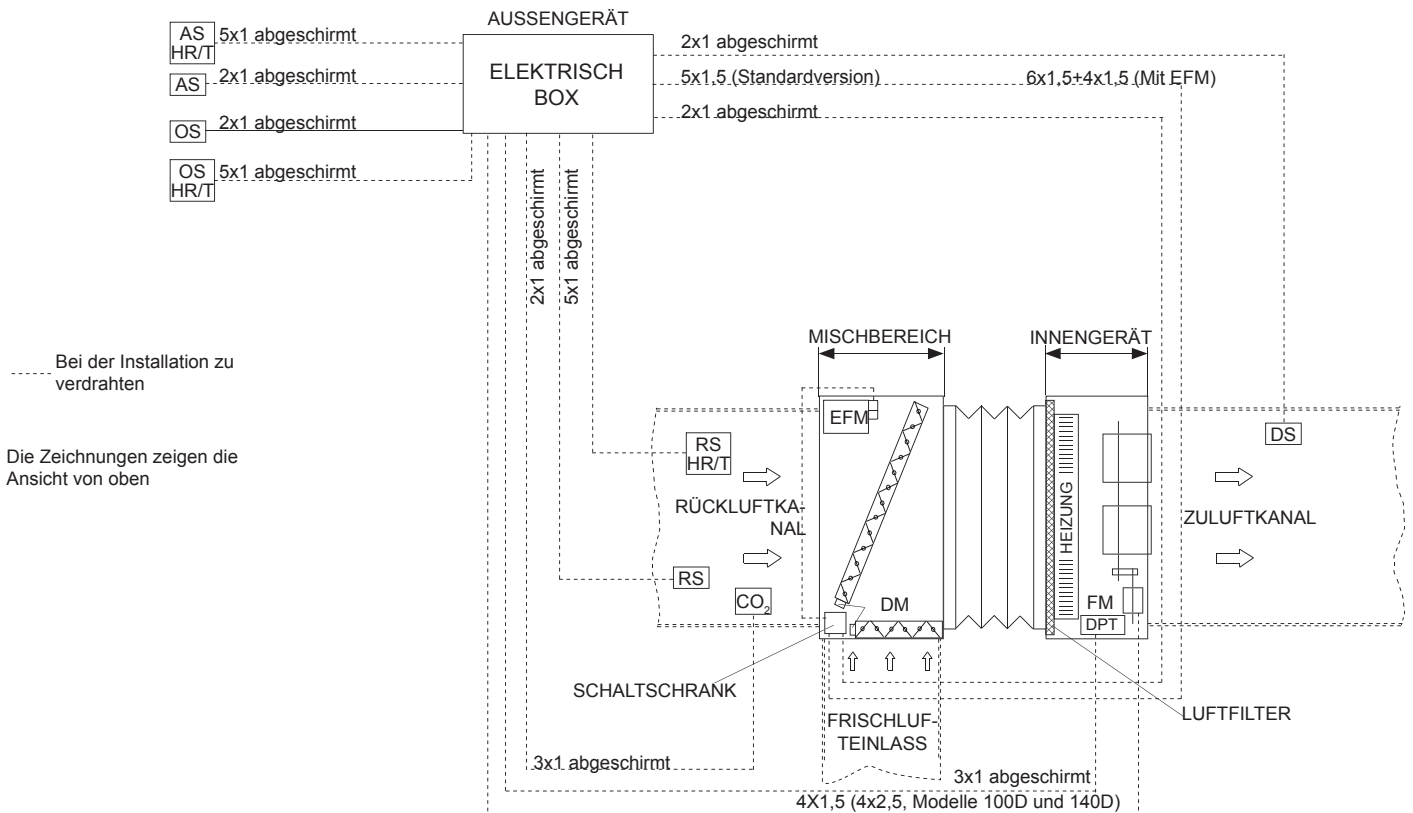 AUSSENGERÄT
AS
HR/T
5x1 abgeschirmt
AS
2x1 abgeschirmt
OS
2x1 abgeschirmt
OS
HR/T
5x1 abgeschirmt
ELEKTRISCH
BOX
2x1 abgeschirmt
5x1,5 (Standardversion)
6x1,5+4x1,5 (Mit EFM)
2x1 abgeschirmt
2x1 abgeschirmt
5x1 abgeschirmt
Bei der Installation zu
verdrahten
Die Zeichnungen zeigen die
Ansicht von oben
MISCHBEREICH
INNENGERÄT
EFM
RS
HR/T
DS
RÜCKLUFTKA-
NAL
HEIZUNG
ZULUFTKANAL
RS
CO2
DM
FM
DPT
SCHALTSCHRANK
LUFTFILTER
FRISCHLUF-
TEINLASS
3x1 abgeschirmt
3x1 abgeschirmt
4X1,5 (4x2,5, Modelle 100D und 140D)